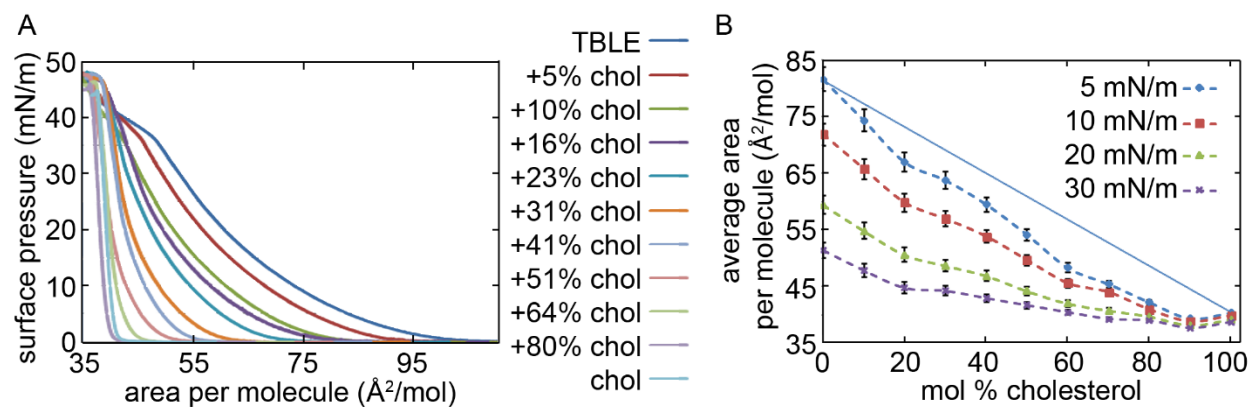 A
surface pressure (mN/m)
50
40
30
20
10
0
35
55
75
95
area per molecule (Å²/mol)
TBLE
+5% chol
+10% chol
+16% chol
+23% chol
+31% chol
+41% chol
+51% chol
+64% chol
+80% chol
chol
B
average area
per molecule (Å²/mol)
85
75
65
55
45
35
0
20
40
60
80
100
mol % cholesterol
5 mN/m
10 mN/m
20 mN/m
30 mN/m